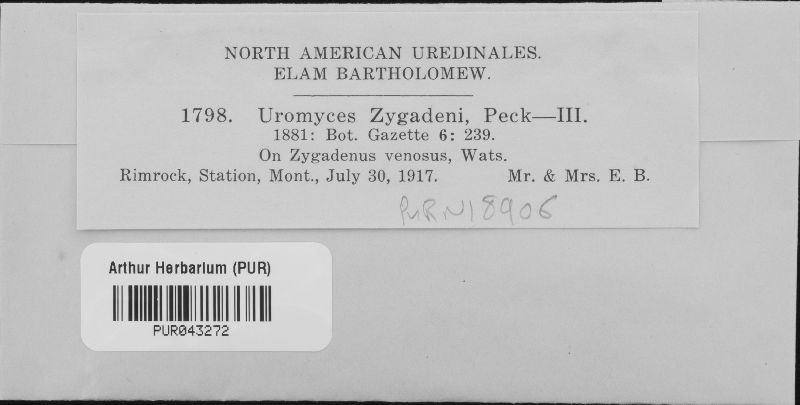 NORTH AMERICAN UREDINALES.
ELAM BARTHOLOMEW.
1798. Uromyces Zygadeni, Peck—III.
1881: Bot. Gazette 6: 239.
On Zygadenus venosus, Wats.
Rimrock, Station, Mont., July 30, 1917. Mr. & Mrs. E. B.
PURN18906
Arthur Herbarium (PUR)
PUR043272